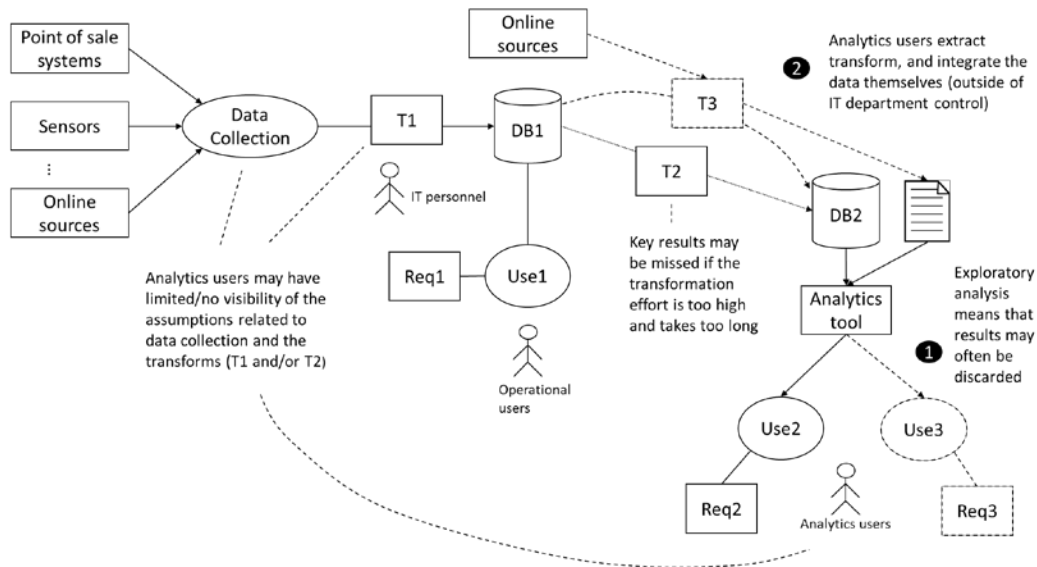 Point of sale
systems
Sensors
...
Online
sources
Data
Collection
T1
IT personnel
DB1
Req1
Use1
Operational
users
Analytics users may have
limited/no visibility of the
assumptions related to
data collection and the
transforms (T1 and/or T2)
Online
sources
T3
T2
Key results may
be missed if the
transformation
effort is too high
and takes too long
2
Analytics users extract
transform, and integrate the
data themselves (outside of
IT department control)
DB2
Analytics
tool
1
Exploratory
analysis
means that
results may
often be
discarded
Use2
Use3
Req2
Analytics users
Req3